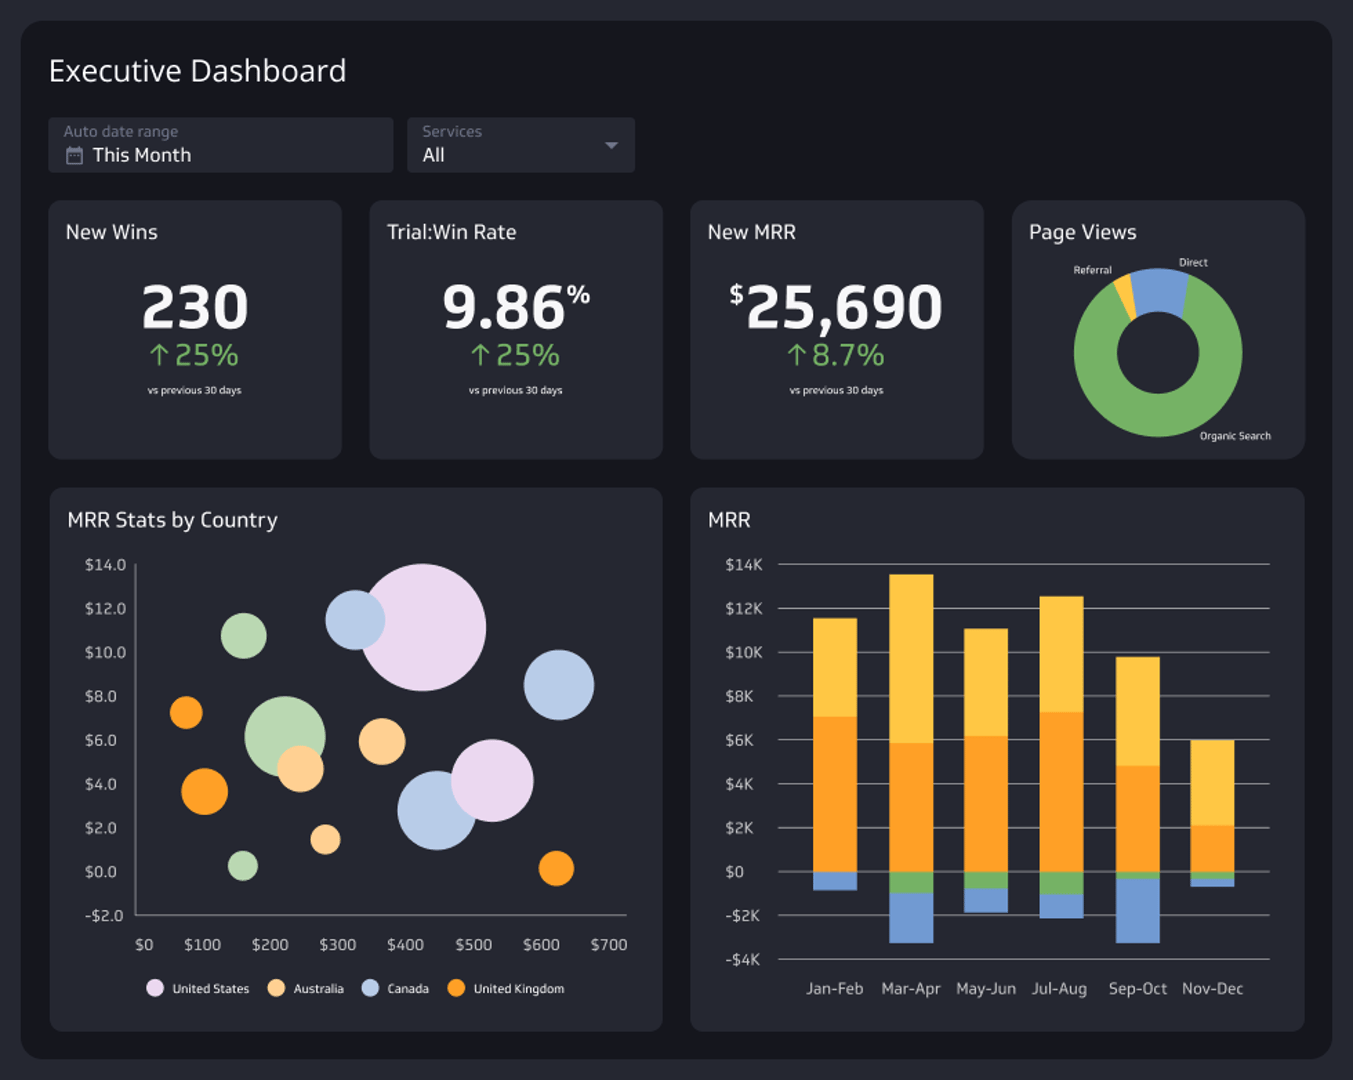 Executive Dashboard
Auto date range
This Month
Services
All
New Wins
230
↑25%
vs previous 30 days
Trial:Win Rate
9.86%
↑25%
vs previous 30 days
New MRR
$25,690
↑8.7%
vs previous 30 days
Page Views
Direct
Referral
Organic Search
MRR Stats by Country
$14.0
$12.0
$10.0
$8.0
$6.0
$4.0
$2.0
$0.0
-$2.0
$0 $100 $200 $300 $400 $500 $600 $700
United States Australia Canada United Kingdom
MRR
$14K
$12K
$10K
$8K
$6K
$4K
$2K
$0
-$2K
-$4K
Jan-Feb Mar-Apr May-Jun Jul-Aug Sep-Oct Nov-Dec